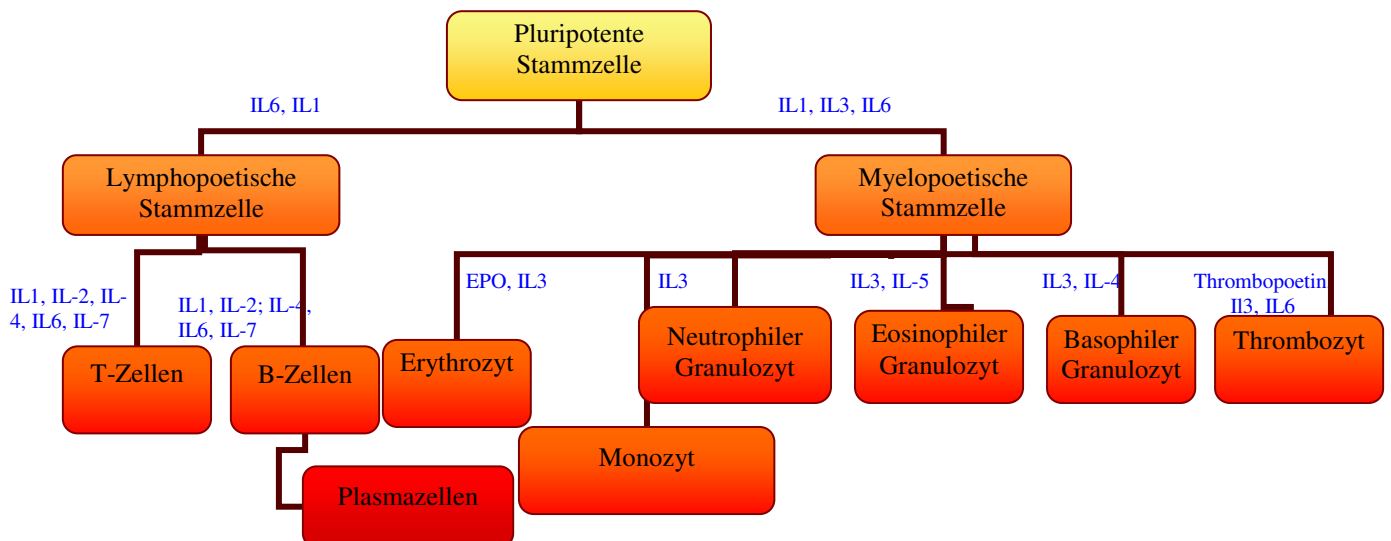 Pluripotente
Stammzelle
IL6, IL1
IL1, IL3, IL6
Lymphopoetische
Stammzelle
Myelopoetische
Stammzelle
IL1, IL-2, IL-
4, IL6, IL-7
IL1, IL-2; IL-4,
IL6, IL-7
EPO, IL3
IL3
IL3, IL-5
IL3, IL-4
Thrombopoetin
Il3, IL6
T-Zellen
B-Zellen
Erythrozyt
Neutrophiler
Granulozyt
Eosinophiler
Granulozyt
Basophiler
Granulozyt
Thrombozyt
Monozyt
Plasmazellen